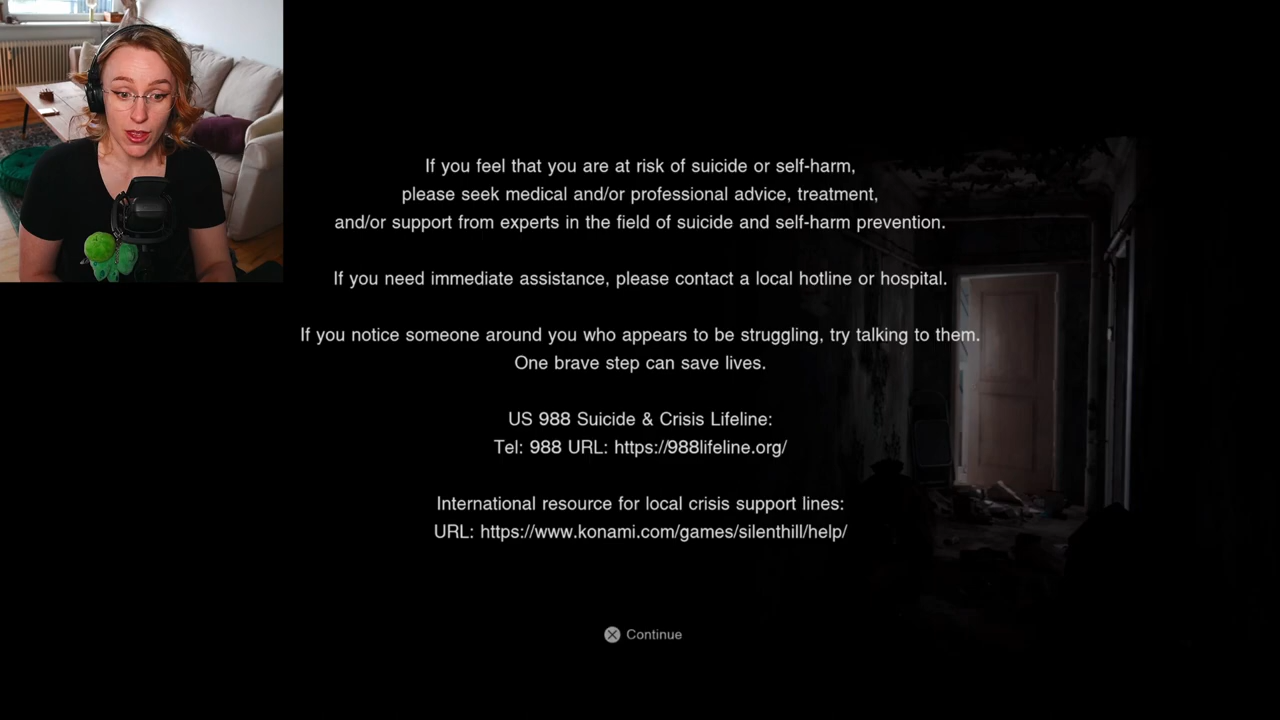 If you feel that you are at risk of suicide or self-harm,
please seek medical and/or professional advice, treatment,
and/or support from experts in the field of suicide and self-harm prevention.
If you need immediate assistance, please contact a local hotline or hospital.
If you notice someone around you who appears to be struggling, try talking to them.
One brave step can save lives.
US 988 Suicide & Crisis Lifeline:
Tel: 988 URL: https://988lifeline.org/
International resource for local crisis support lines:
URL: https://www.konami.com/games/silenthill/help/
Continue